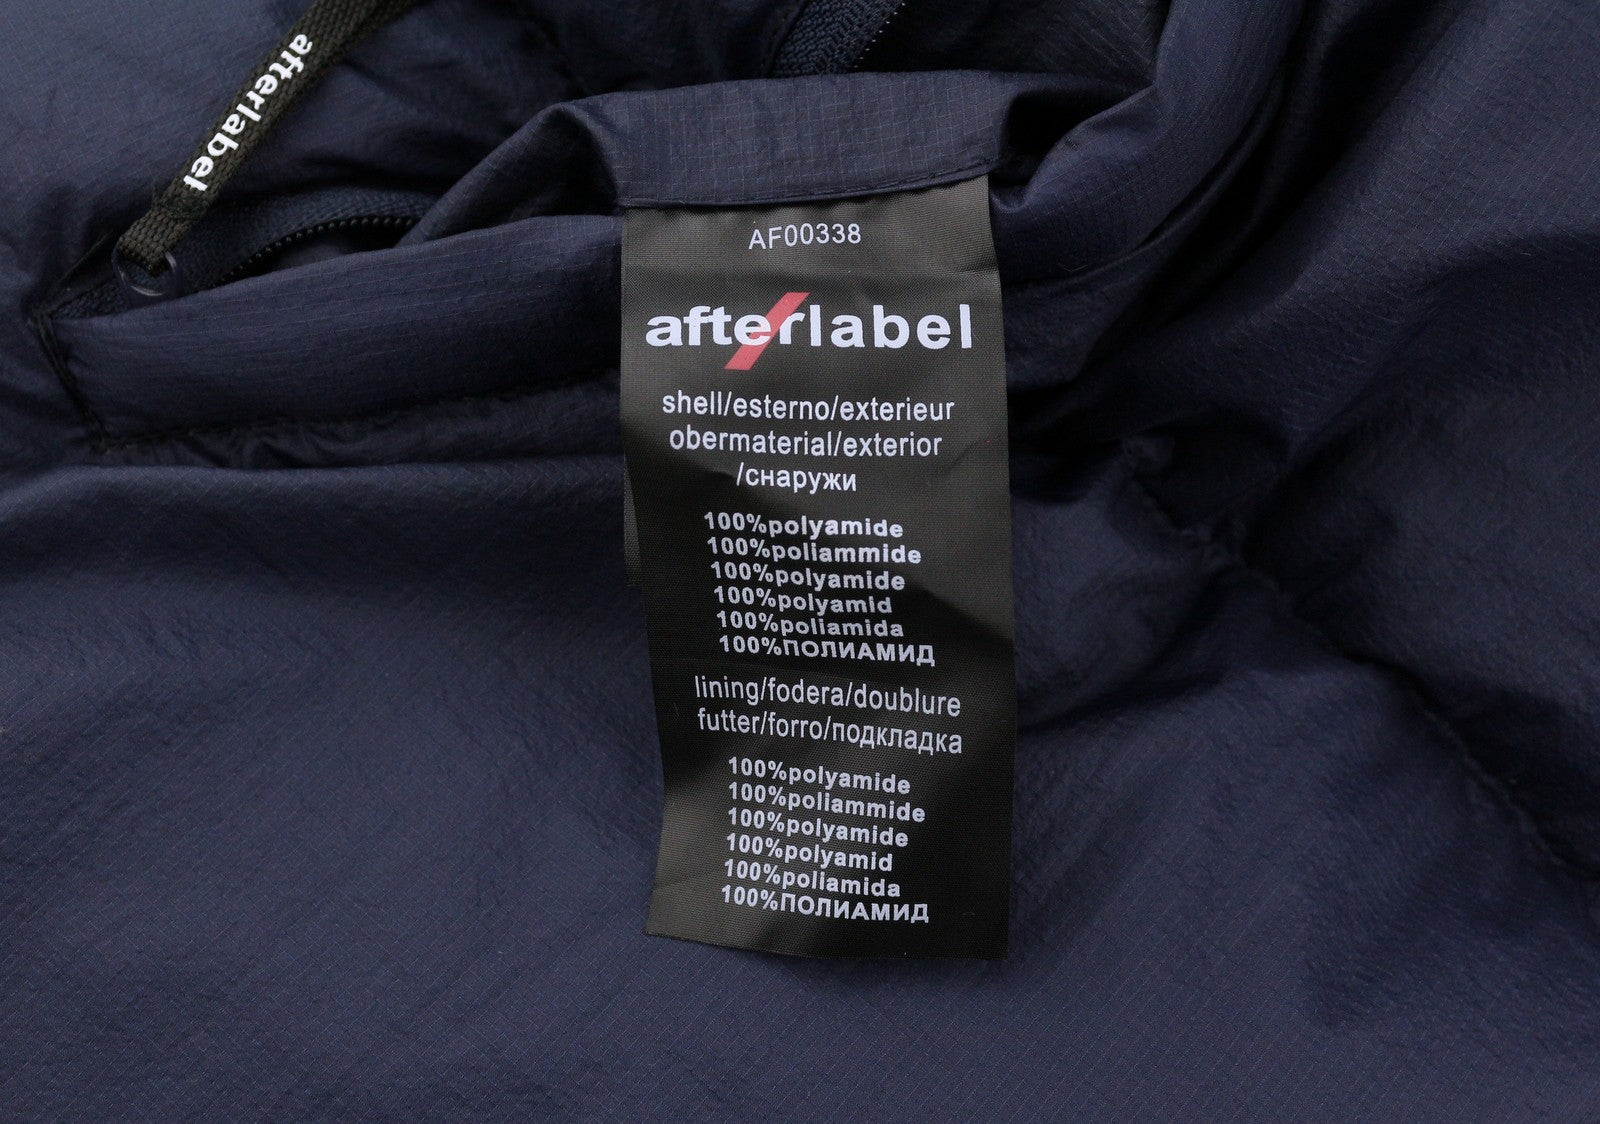 afterlabel
AF00338
afterlabel
shell/esterno/exterieur
obermaterial/exterior
/снаружи
100%polyamide
100%poliammide
100%polyamide
100%polyamid
100%poliamida
100%ПОЛИАМИД
lining/fodera/doublure
futter/forro/подкладка
100%polyamide
100%poliammide
100%polyamide
100%polyamid
100%poliamida
100%ПОЛИАМИД